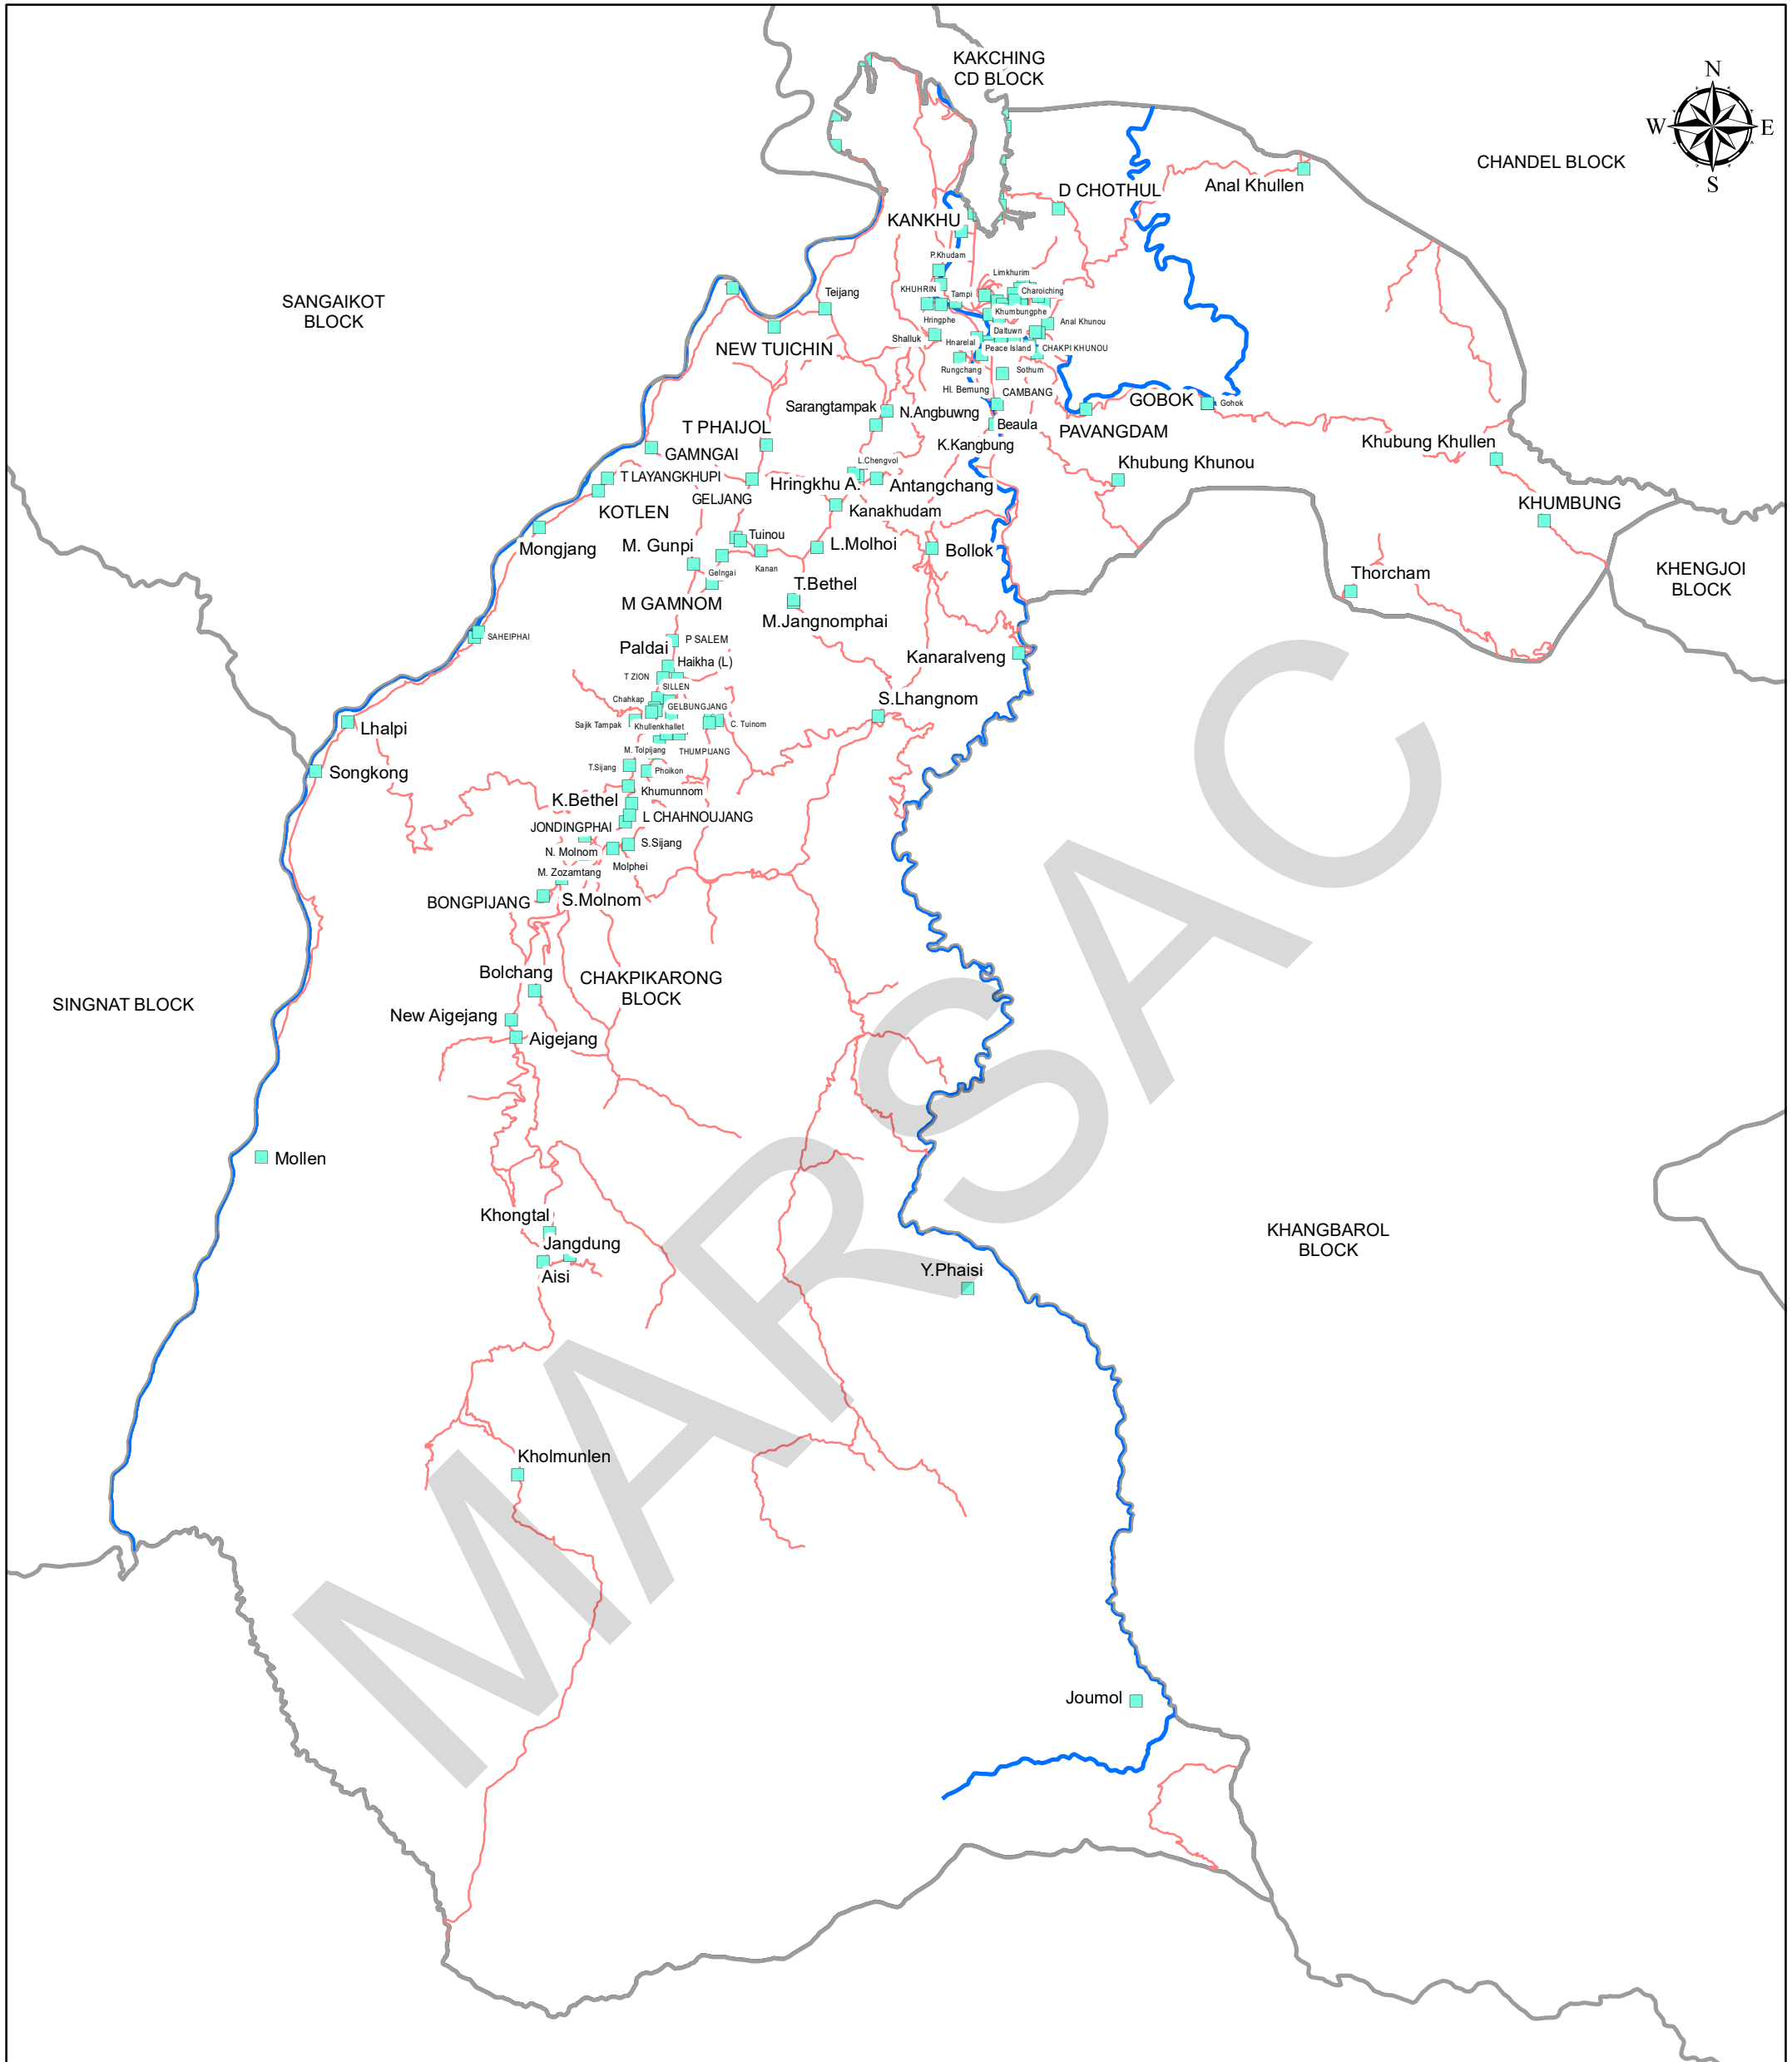 KAKCHING
CD BLOCK
N
W
E
S
CHANDEL BLOCK
Anal Khullen
D CHOTHUL
KANKHU
P.Khudam
Limkhurim
SANGAIKOT
BLOCK
Teijang
KHUHRIN
Tampi
Charoiching
Khumbungphe
Hringphe
Anal Khunou
Daltuwn
Shalluk
Hnarelal
NEW TUICHIN
Peace Island
CHAKPI KHUNOU
Rungchang
Sothum
Hl. Bemung
CAMBANG
Sarangtampak
N.Angbuwng
GOBOK
Gohok
T PHAIJOL
Beaula
PAVANGDAM
K.Kangbung
Khubung Khullen
GAMNGAI
L.Chengvol
Khubung Khunou
T LAYANGKHUPI
Hringkhu A.
Antangchang
GELJANG
KHUMBUNG
KOTLEN
Kanakhudam
Tuinou
M. Gunpi
L.Molhoi
Bollok
Mongjang
Kanan
Gelngai
KHENGJOI
BLOCK
Thorcham
T.Bethel
M GAMNOM
M.Jangnomphai
SAHEIPHAI
P SALEM
Paldai
Haikha (L)
Kanaralveng
T ZION
SILLEN
Chahkap
S.Lhangnom
GELBUNGJANG
Sajik Tampak
Khullenkhallet
C. Tuinom
Lhalpi
M. Tolpijang
THUMPIJANG
T.Sijang
Phoikon
Songkong
Khumunnom
K.Bethel
L CHAHNOUJANG
JONDINGPHAI
S.Sijang
N. Molnom
Molphei
M. Zozamtang
BONGPIJANG
S.Molnom
Bolchang
CHAKPIKARONG
BLOCK
SINGNAT BLOCK
New Aigejang
Aigejang
Mollen
Khongtal
Jangdung
Aisi
KHANGBAROL
BLOCK
Y.Phaisi
Kholmunlen
Joumol
MARSAC